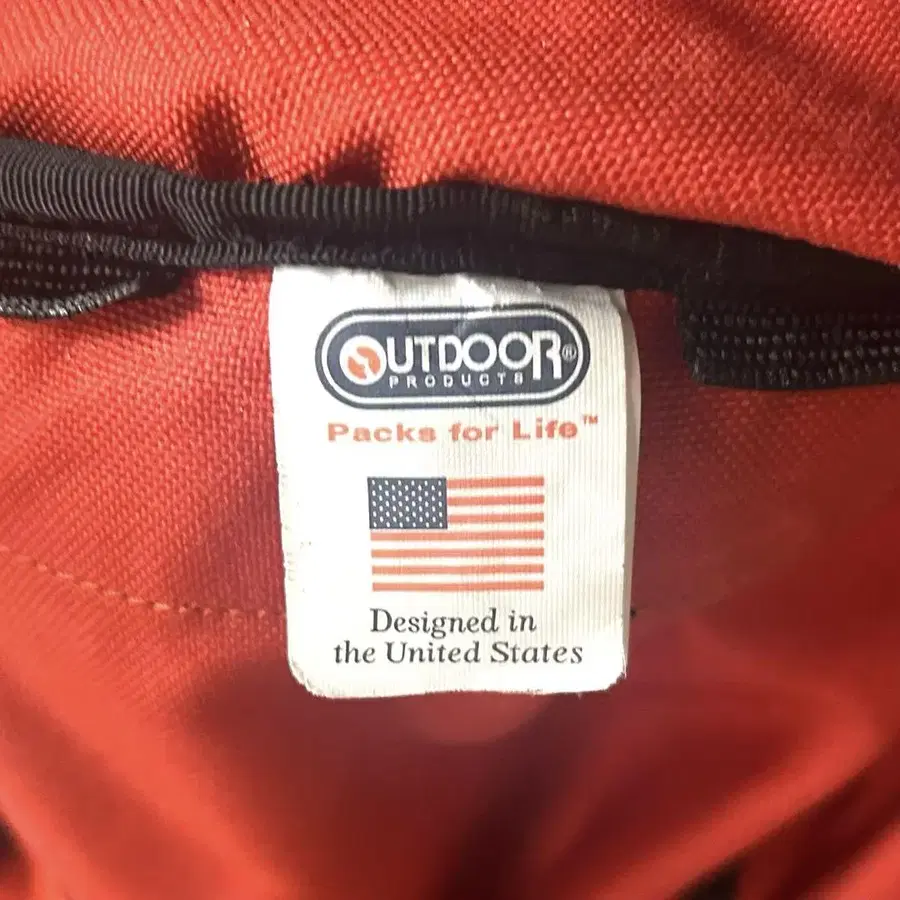 OUTDOOR®
PRODUCTS
Packs for Life™
Designed in
the United States